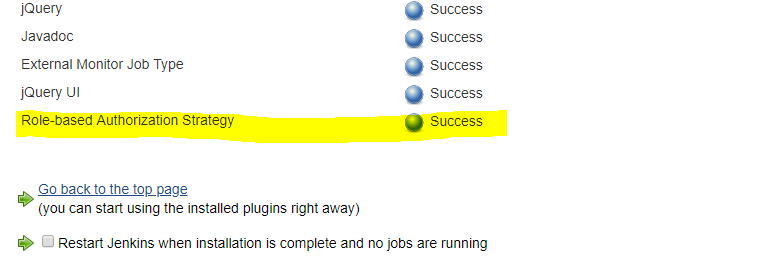 jQuery Success
Javadoc Success
External Monitor Job Type Success
jQuery UI Success
Role-based Authorization Strategy Success
Go back to the top page
(you can start using the installed plugins right away)
Restart Jenkins when installation is complete and no jobs are running